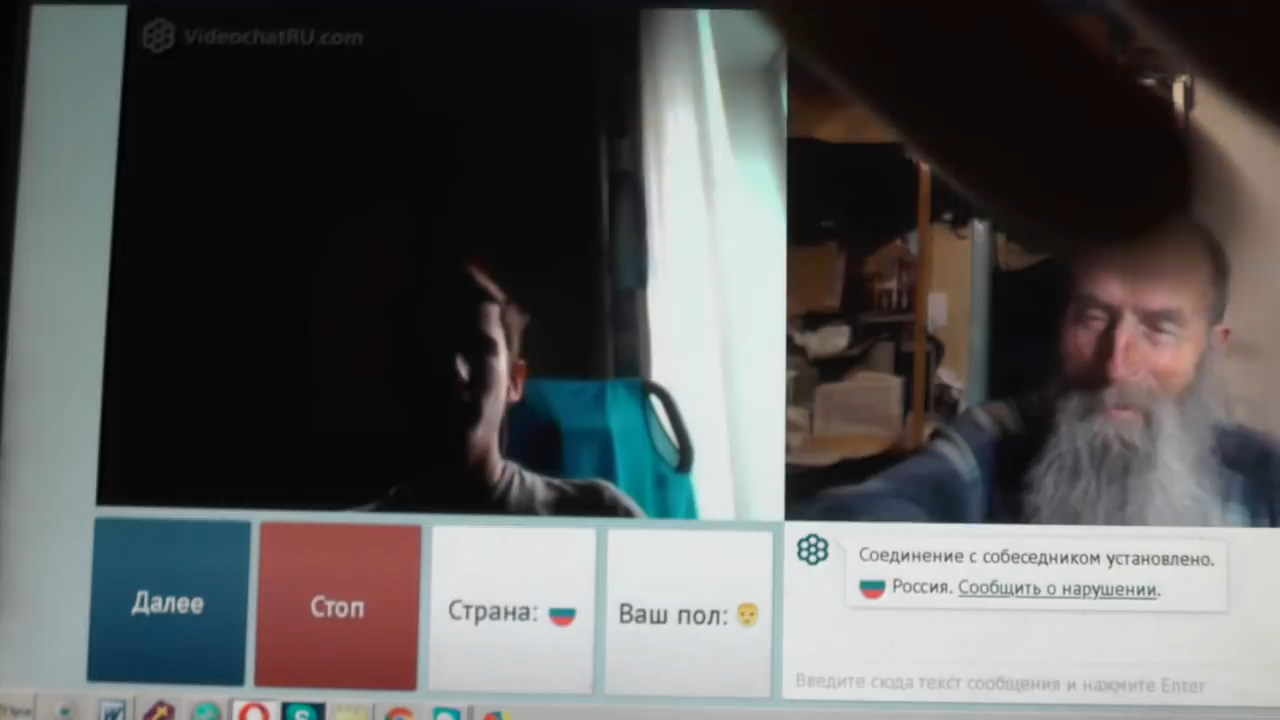 VideochatRU.com
Далее
Стоп
Страна:
Ваш пол:
Соединение с собеседником установлено.
Россия. Сообщить о нарушении.
Введите сюда текст сообщения и нажмите Enter